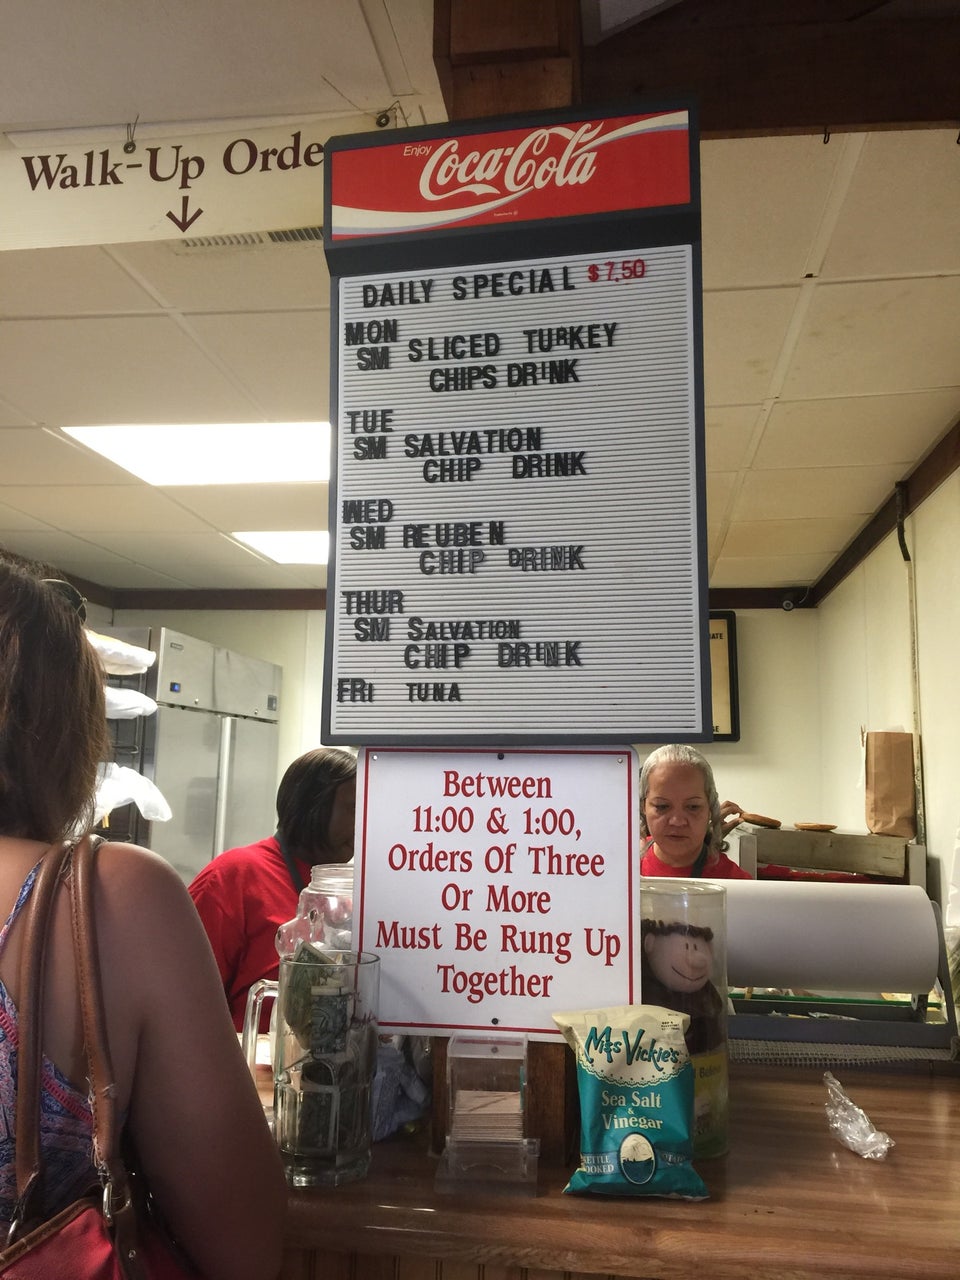 Walk-Up Orde
Enjoy
Coca-Cola
DAILY SPECIAL $7.50
MON
SM SLICED TURKEY
CHIPS DRINK
TUE
SM SALVATION
CHIP DRINK
WED
SM REUBEN
CHIP DRINK
THUR
SM SALVATION
CHIP DRINK
FRI TUNA
Between
11:00 & 1:00,
Orders Of Three
Or More
Must Be Rung Up
Together
Miss Vickie's
Sea Salt
&
Vinegar
Believe